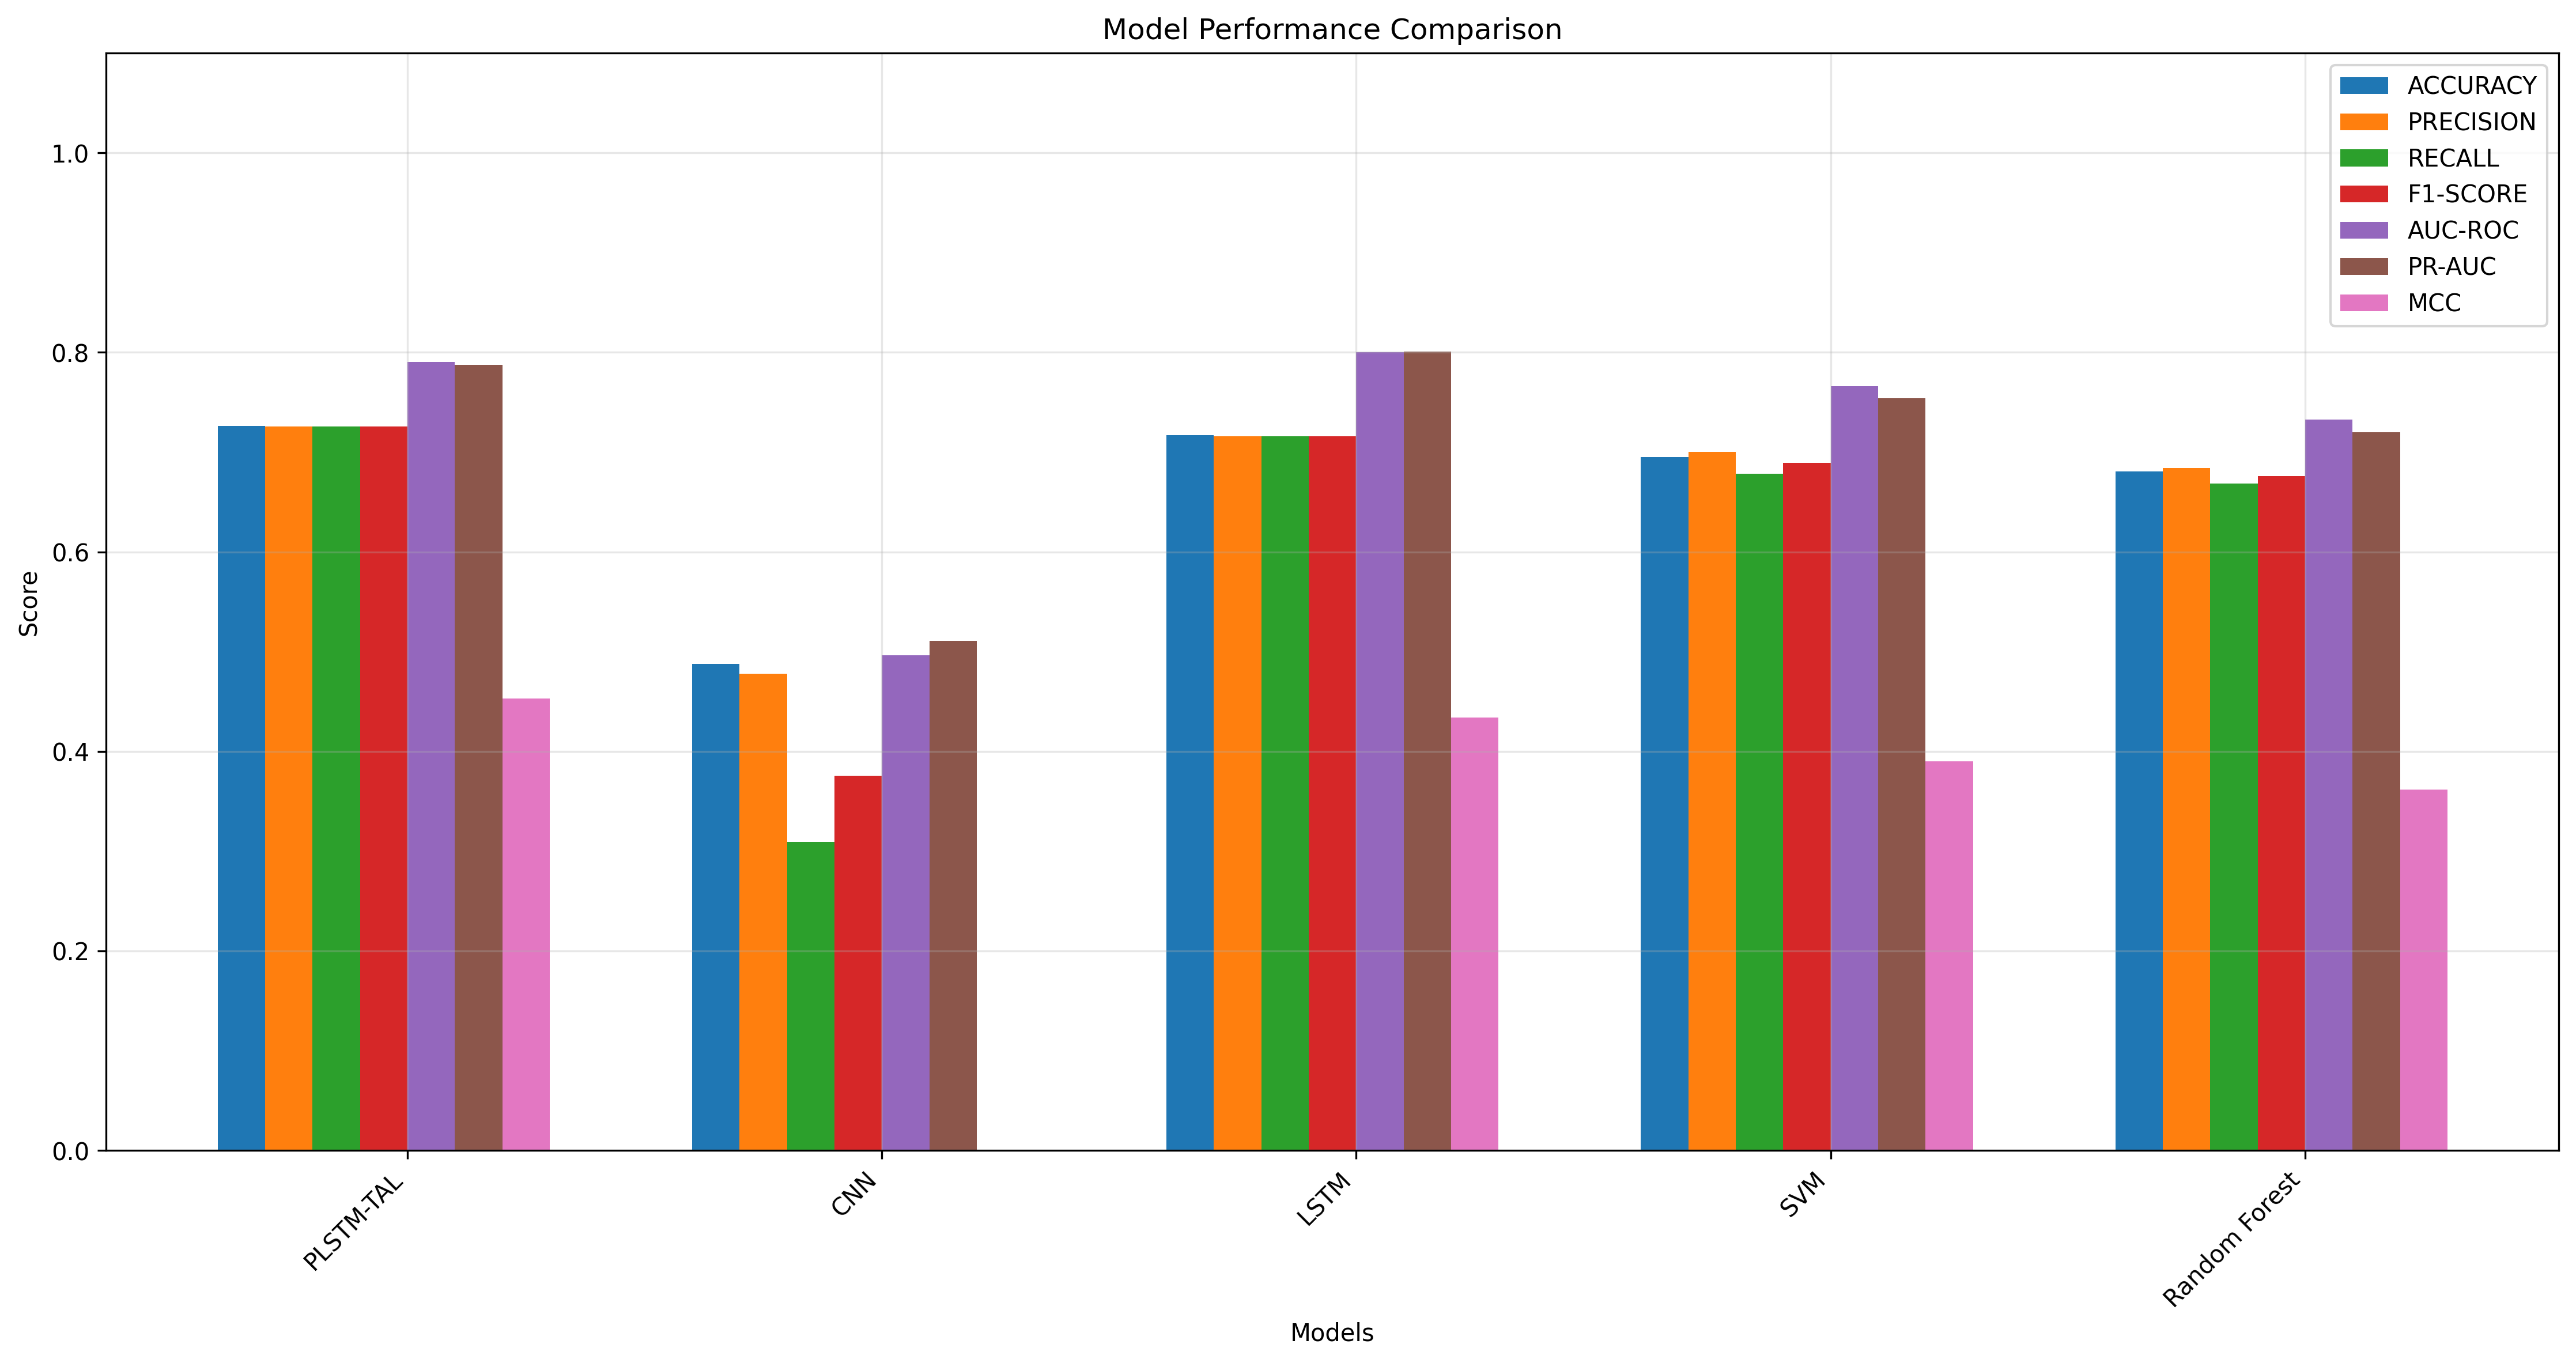 Model Performance Comparison
ACCURACY
PRECISION
RECALL
F1-SCORE
AUC-ROC
PR-AUC
MCC
1.0
0.8
0.6
0.4
0.2
0.0
Score
PLSTM-TAL
CNN
LSTM
SVM
Random Forest
Models